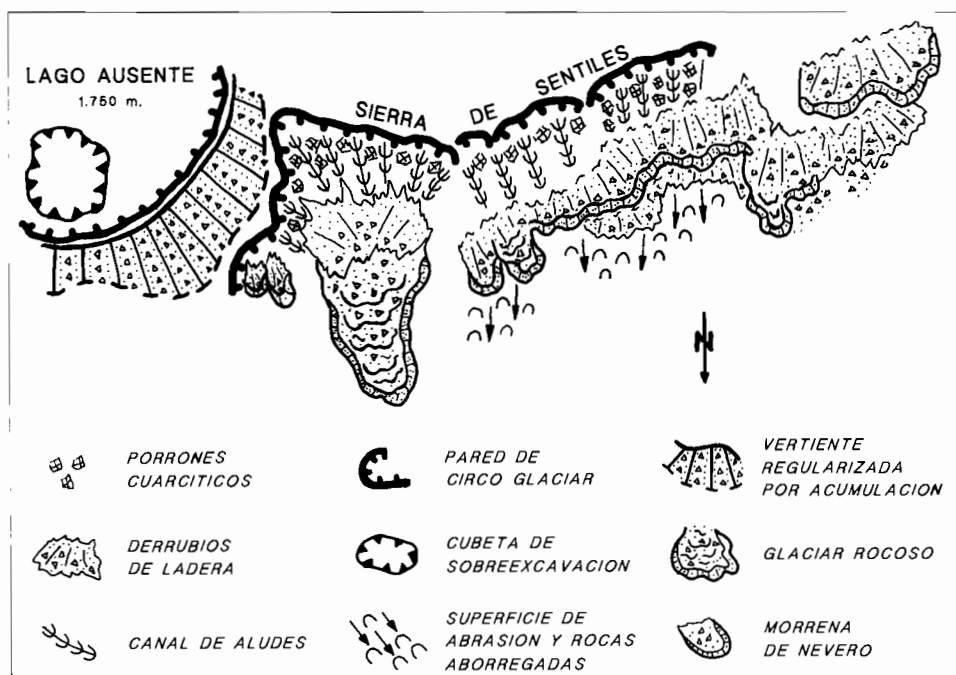 LAGO AUSENTE
1.750 m.
SIERRA DE SENTILES
N
PORRONES
CUARCITICOS
PARED DE
CIRCO GLACIAR
VERTIENTE
REGULARIZADA
POR ACUMULACION
DERRUBIOS
DE LADERA
CUBETA DE
SOBREEXCAVACION
GLACIAR ROCOSO
CANAL DE ALUDES
SUPERFICIE DE
ABRASION Y ROCAS
ABORREGADAS
MORRENA
DE NEVERO